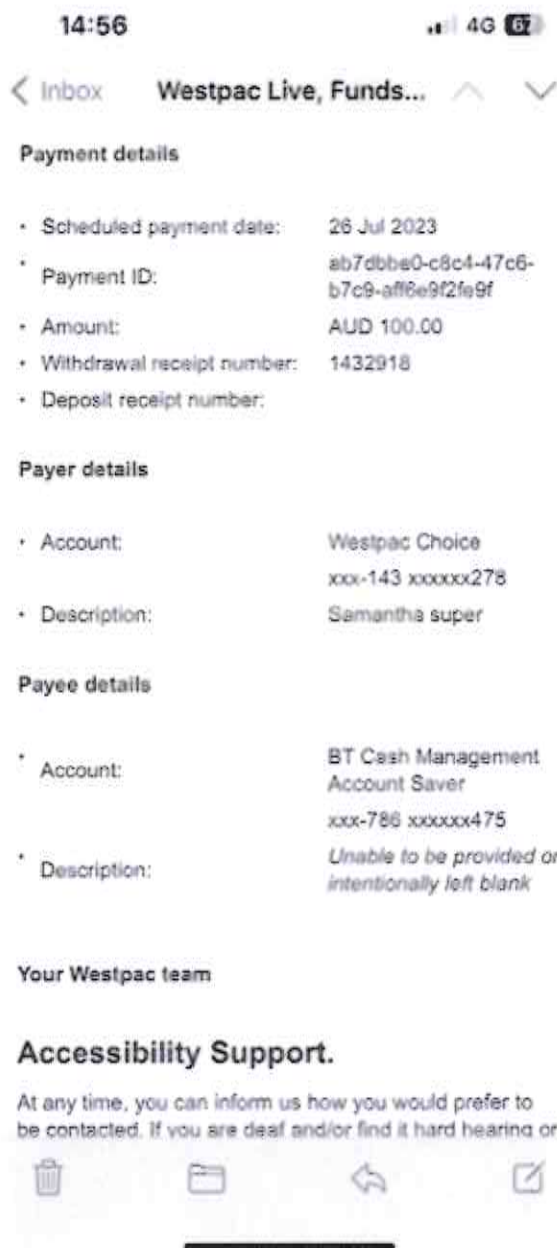 14:56
4G 67
Inbox Westpac Live, Funds...
Payment details
• Scheduled payment date: 26 Jul 2023
• Payment ID: ab7dbbe0-c8c4-47c6-
b7c9-aff6e9f2fe9f
• Amount: AUD 100.00
• Withdrawal receipt number: 1432918
• Deposit receipt number:
Payer details
• Account: Westpac Choice
xxx-143 xxxxxx278
• Description: Samantha super
Payee details
• Account: BT Cash Management
Account Saver
xxx-786 xxxxxx475
• Description: Unable to be provided or
intentionally left blank
Your Westpac team
Accessibility Support.
At any time, you can inform us how you would prefer to
be contacted. If you are deaf and/or find it hard hearing or